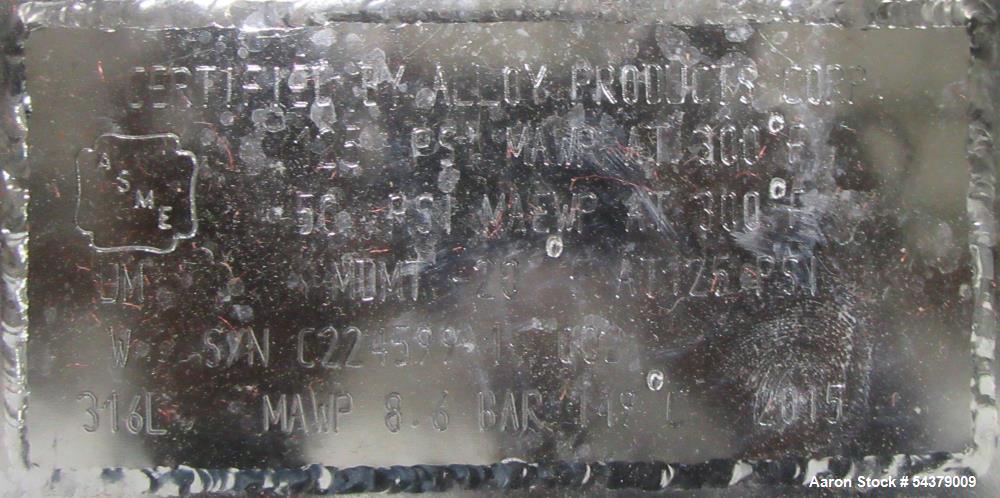 CERTIFIED BY ALLOY PRODUCTS CORP.
125 PSI MAWP AT 300°F
ASME
50 PSI MAEWP AT 300°F
UM MDMT -20° AT 125 PSI
W S/N
316L MAWP 8.6 BAR 149°C 2015
Aaron Stock # 54379009